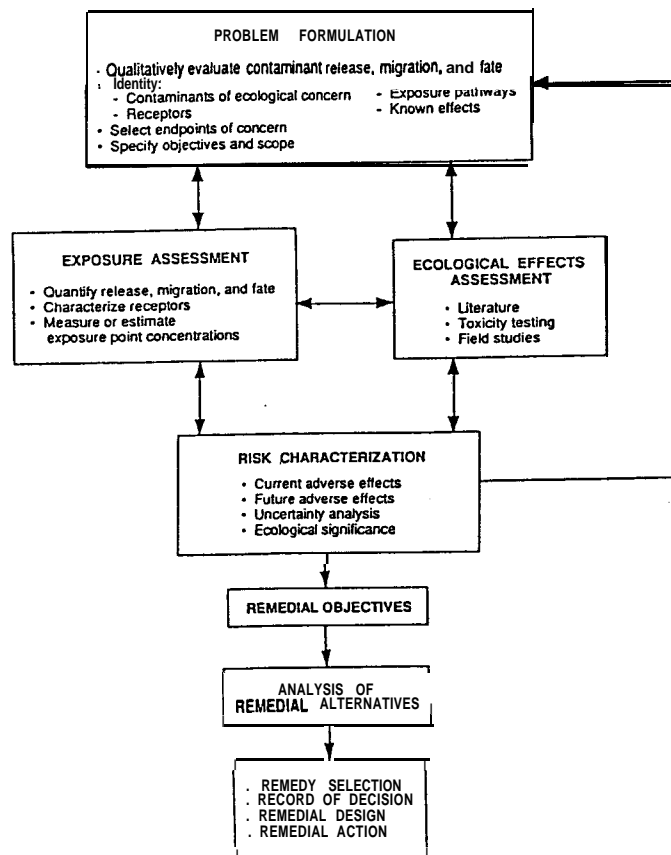 PROBLEM FORMULATION
. Qualitatively evaluate contaminant release, migration, and fate
. Identity:
- Contaminants of ecological concern
- Receptors
- Exposure pathways
- Known effects
• Select endpoints of concern
• Specify objectives and scope
EXPOSURE ASSESSMENT
• Quantify release, migration, and fate
• Characterize receptors
• Measure or estimate
exposure point concentrations
ECOLOGICAL EFFECTS
ASSESSMENT
• Literature
• Toxicity testing
• Field studies
RISK CHARACTERIZATION
• Current adverse effects
• Future adverse effects
• Uncertainty analysis
• Ecological significance
REMEDIAL OBJECTIVES
ANALYSIS OF
REMEDIAL ALTERNATIVES
. REMEDY SELECTION
. RECORD OF DECISION
. REMEDIAL DESIGN
. REMEDIAL ACTION